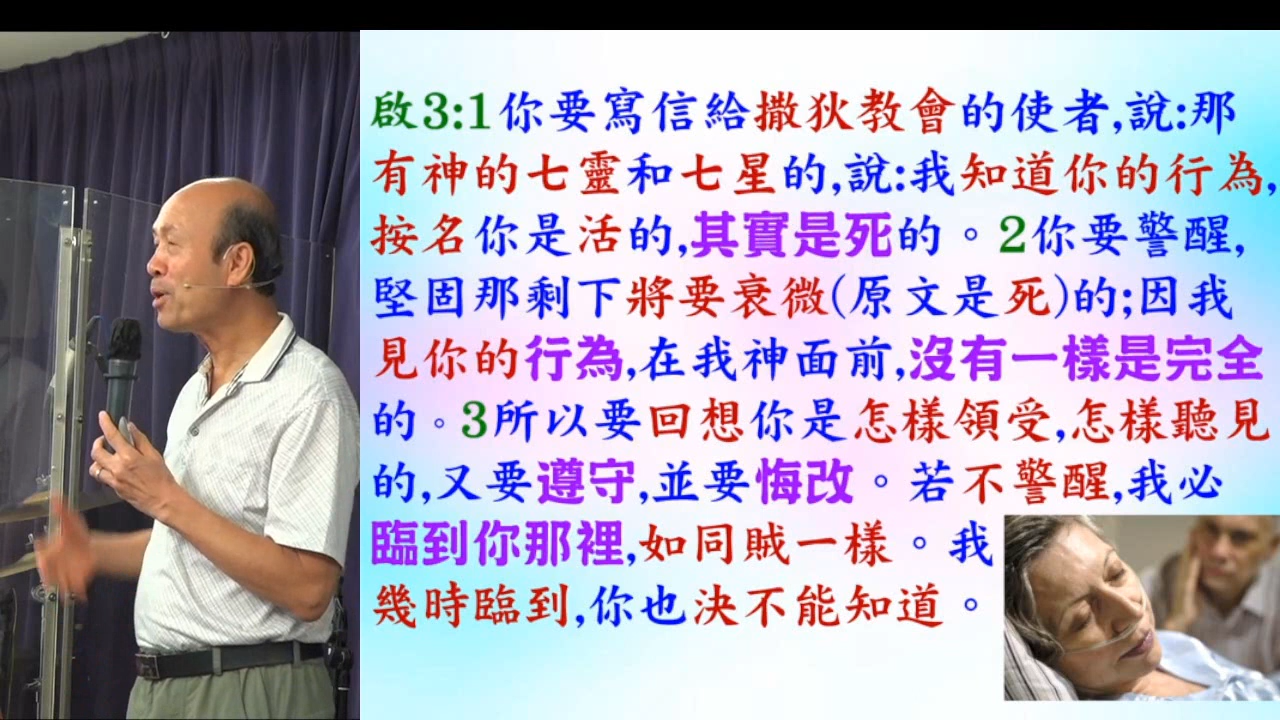 啟3:1你要寫信給撒狄教會的使者,說:那
有神的七靈和七星的,說:我知道你的行為,
按名你是活的,其實是死的。2你要警醒,
堅固那剩下將要衰微(原文是死)的;因我
見你的行為,在我神面前,沒有一樣是完全
的。3所以要回想你是怎樣領受,怎樣聽見
的,又要遵守,並要悔改。若不警醒,我必
臨到你那裡,如同賊一樣。我
幾時臨到,你也決不能知道。